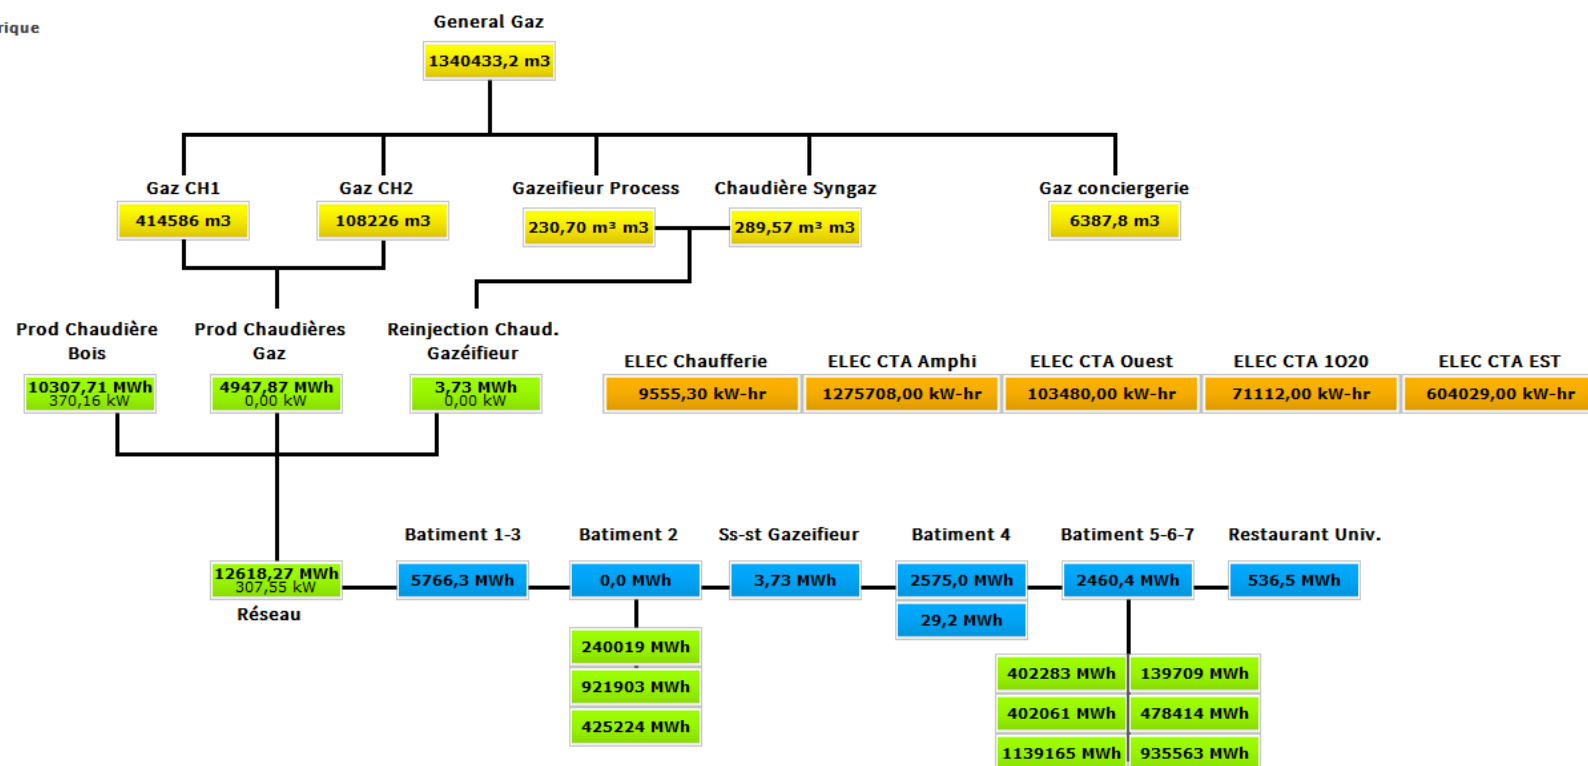 rique
General Gaz
1340433,2 m3
Gaz CH1
Gaz CH2
Gazeifieur Process
Chaudière Syngaz
Gaz conciergerie
414586 m3
108226 m3
230,70 m³ m3
289,57 m³ m3
6387,8 m3
Prod Chaudière
Bois
Prod Chaudières
Gaz
Reinjection Chaud.
Gazéifieur
10307,71 MWh
370,16 kW
4947,87 MWh
0,00 kW
3,73 MWh
0,00 kW
ELEC Chaufferie
ELEC CTA Amphi
ELEC CTA Ouest
ELEC CTA 1O20
ELEC CTA EST
9555,30 kW-hr
1275708,00 kW-hr
103480,00 kW-hr
71112,00 kW-hr
604029,00 kW-hr
Batiment 1-3
Batiment 2
Ss-st Gazeifieur
Batiment 4
Batiment 5-6-7
Restaurant Univ.
12618,27 MWh
307,55 kW
Réseau
5766,3 MWh
0,0 MWh
3,73 MWh
2575,0 MWh
2460,4 MWh
536,5 MWh
29,2 MWh
240019 MWh
921903 MWh
425224 MWh
402283 MWh
139709 MWh
402061 MWh
478414 MWh
1139165 MWh
935563 MWh